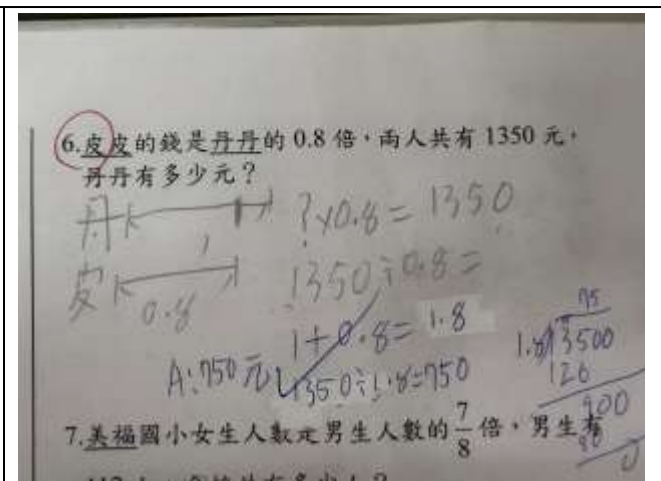 6.皮皮的錢是丹丹的 0.8 倍,兩人共有 1350 元,
丹丹有多少元?
丹 1
?×0.8= 1350
皮 0.8
1350÷0.8=
1+0.8= 1.8
A:750元
1350÷1.8=750
75
1.8 13500
126
900
90
0
7.美福國小女生人數是男生人數的 7/8 倍,男生有